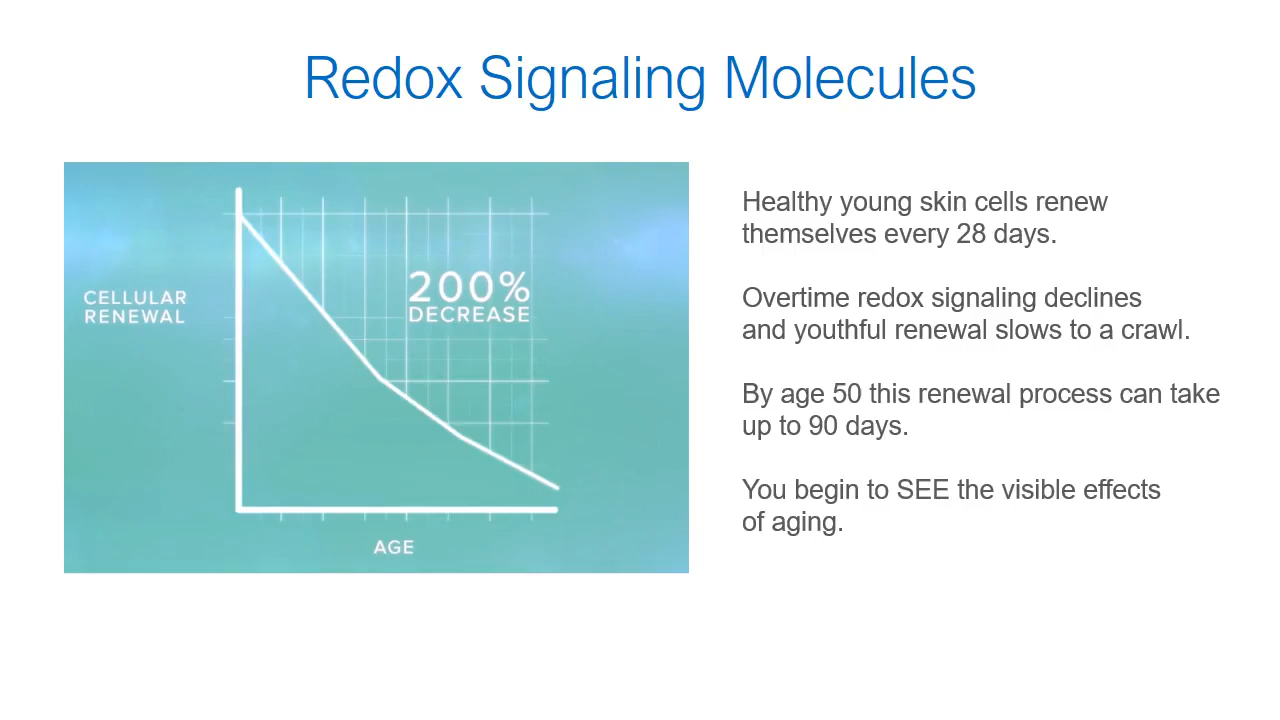 Redox Signaling Molecules
CELLULAR
RENEWAL
200%
DECREASE
AGE
Healthy young skin cells renew
themselves every 28 days.
Overtime redox signaling declines
and youthful renewal slows to a crawl.
By age 50 this renewal process can take
up to 90 days.
You begin to SEE the visible effects
of aging.